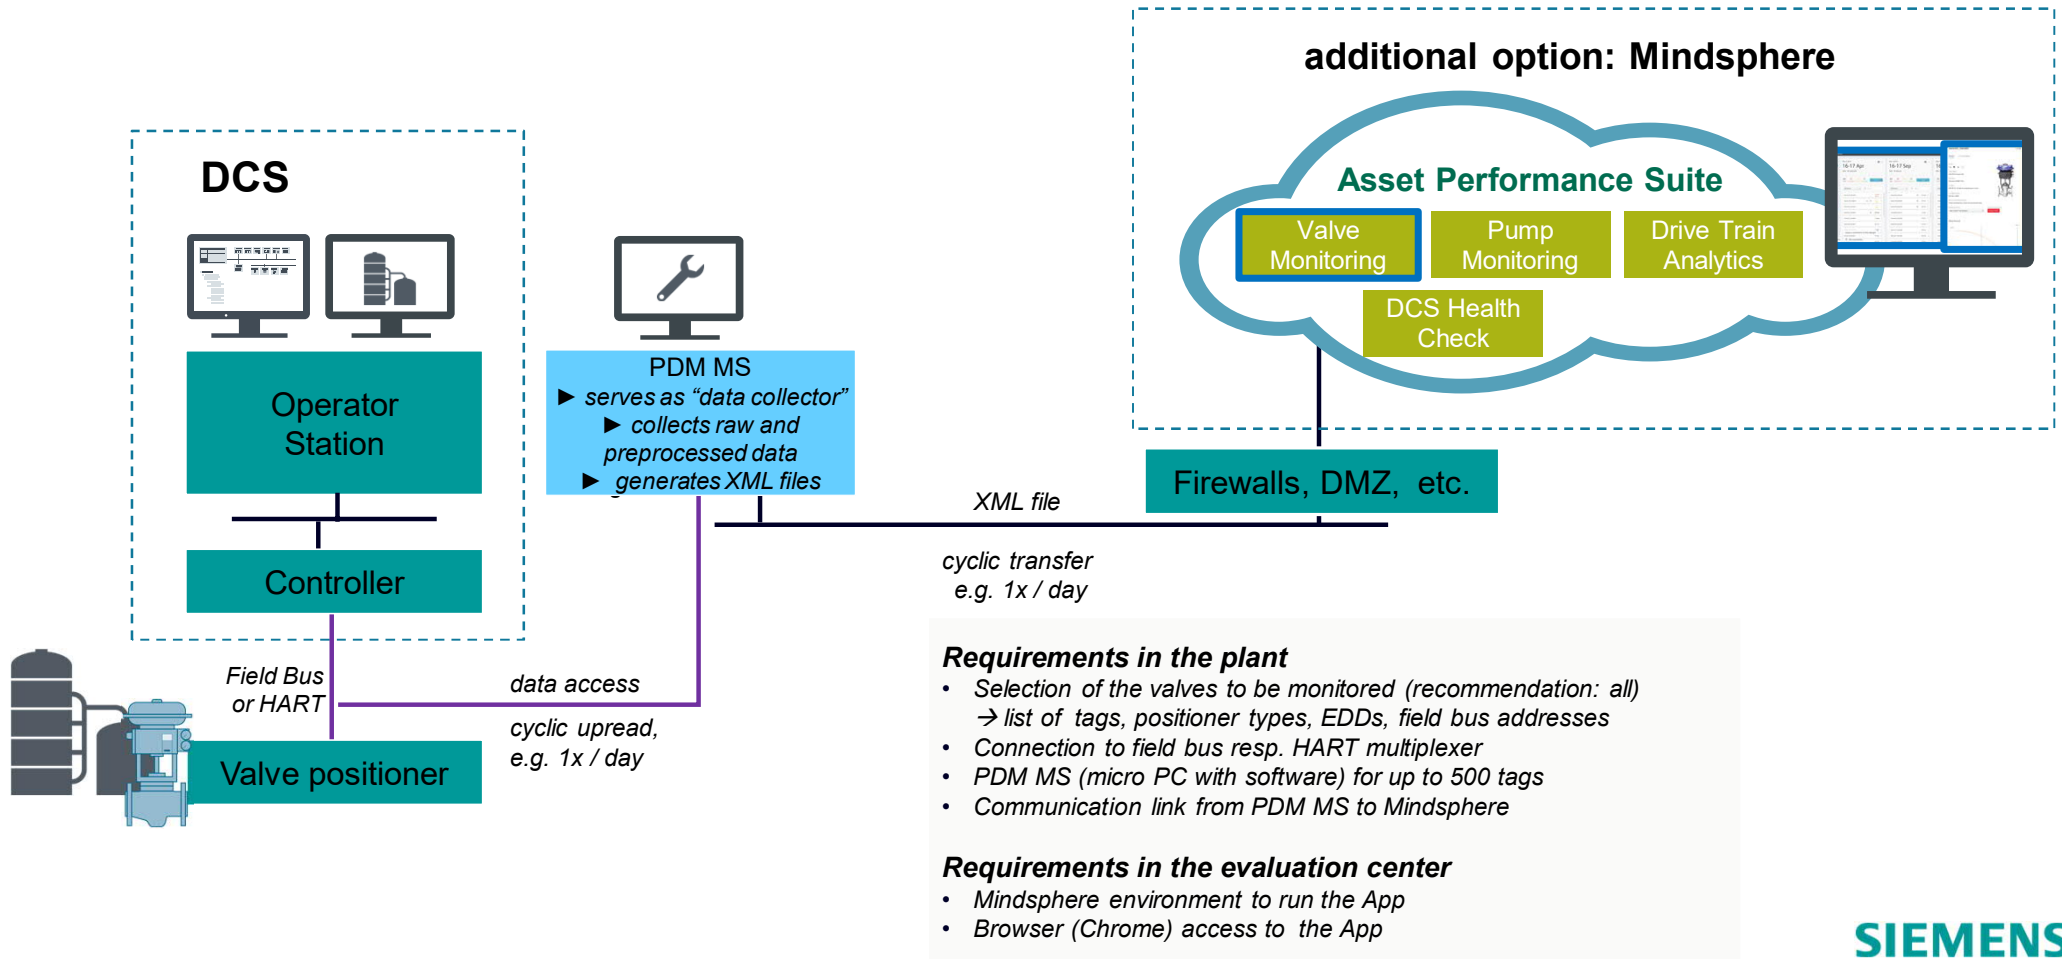 additional option: Mindsphere
DCS
Asset Performance Suite
Valve
Monitoring
Pump
Monitoring
Drive Train
Analytics
DCS Health
Check
16-17 Apr
16-17 Sep
Operator
Station
PDM MS
► serves as “data collector”
► collects raw and
preprocessed data
► generates XML files
Firewalls, DMZ, etc.
XML file
Controller
cyclic transfer
e.g. 1x / day
Field Bus
or HART
data access
cyclic upread,
e.g. 1x / day
Valve positioner
Requirements in the plant
• Selection of the valves to be monitored (recommendation: all)
→ list of tags, positioner types, EDDs, field bus addresses
• Connection to field bus resp. HART multiplexer
• PDM MS (micro PC with software) for up to 500 tags
• Communication link from PDM MS to Mindsphere
Requirements in the evaluation center
• Mindsphere environment to run the App
• Browser (Chrome) access to the App
SIEMENS